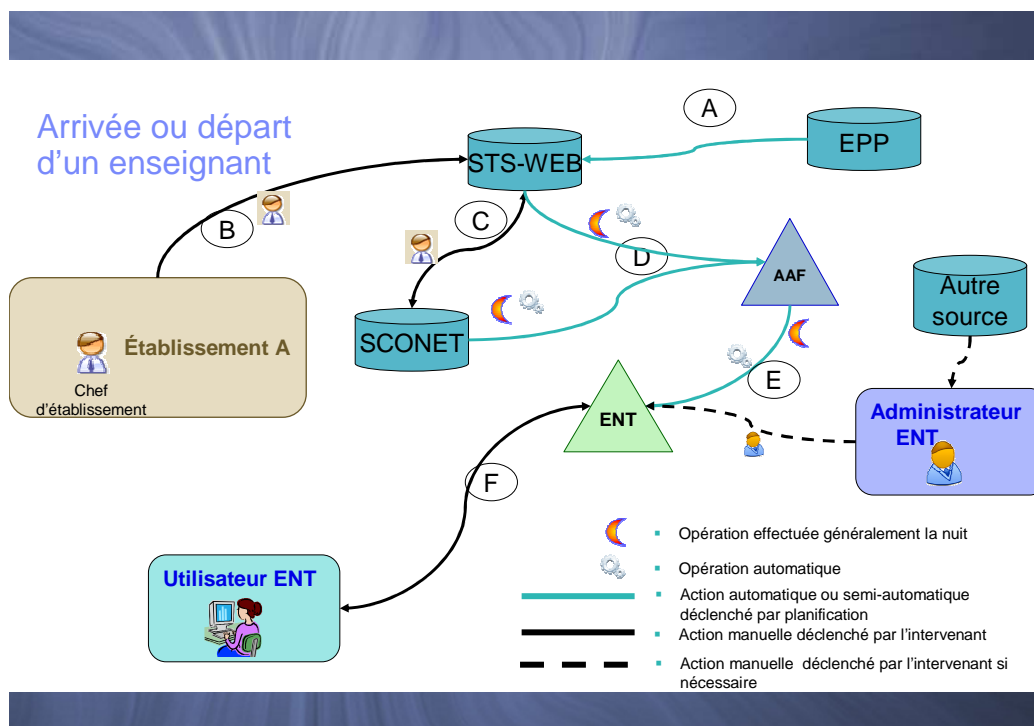 Arrivée ou départ
d'un enseignant
A
EPP
STS-WEB
B
C
D
AAF
Autre
source
Établissement A
Chef
d'établissement
SCONET
E
ENT
Administrateur
ENT
F
Utilisateur ENT
Opération effectuée généralement la nuit
Opération automatique
Action automatique ou semi-automatique
déclenché par planification
Action manuelle déclenché par l'intervenant
Action manuelle déclenché par l'intervenant si
nécessaire